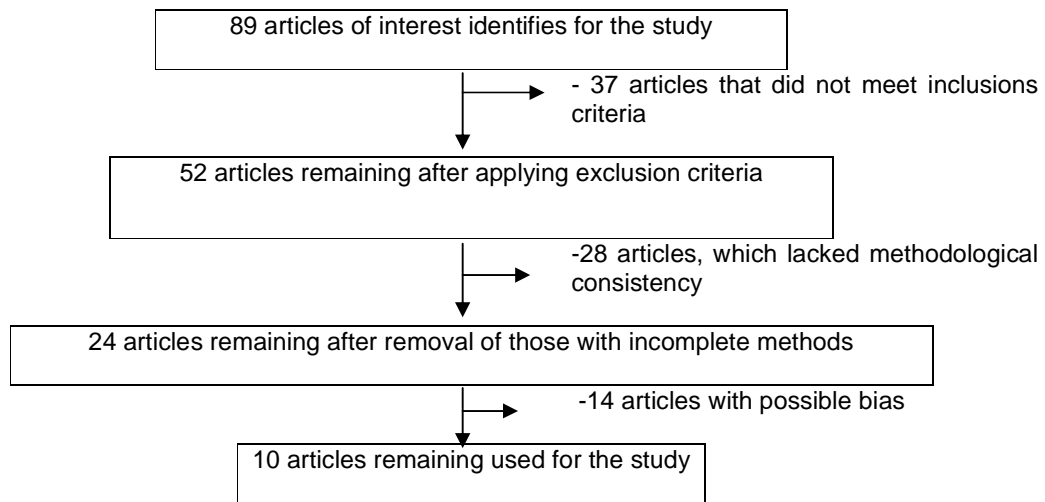 89 articles of interest identifies for the study
- 37 articles that did not meet inclusions
criteria
52 articles remaining after applying exclusion criteria
-28 articles, which lacked methodological
consistency
24 articles remaining after removal of those with incomplete methods
-14 articles with possible bias
10 articles remaining used for the study